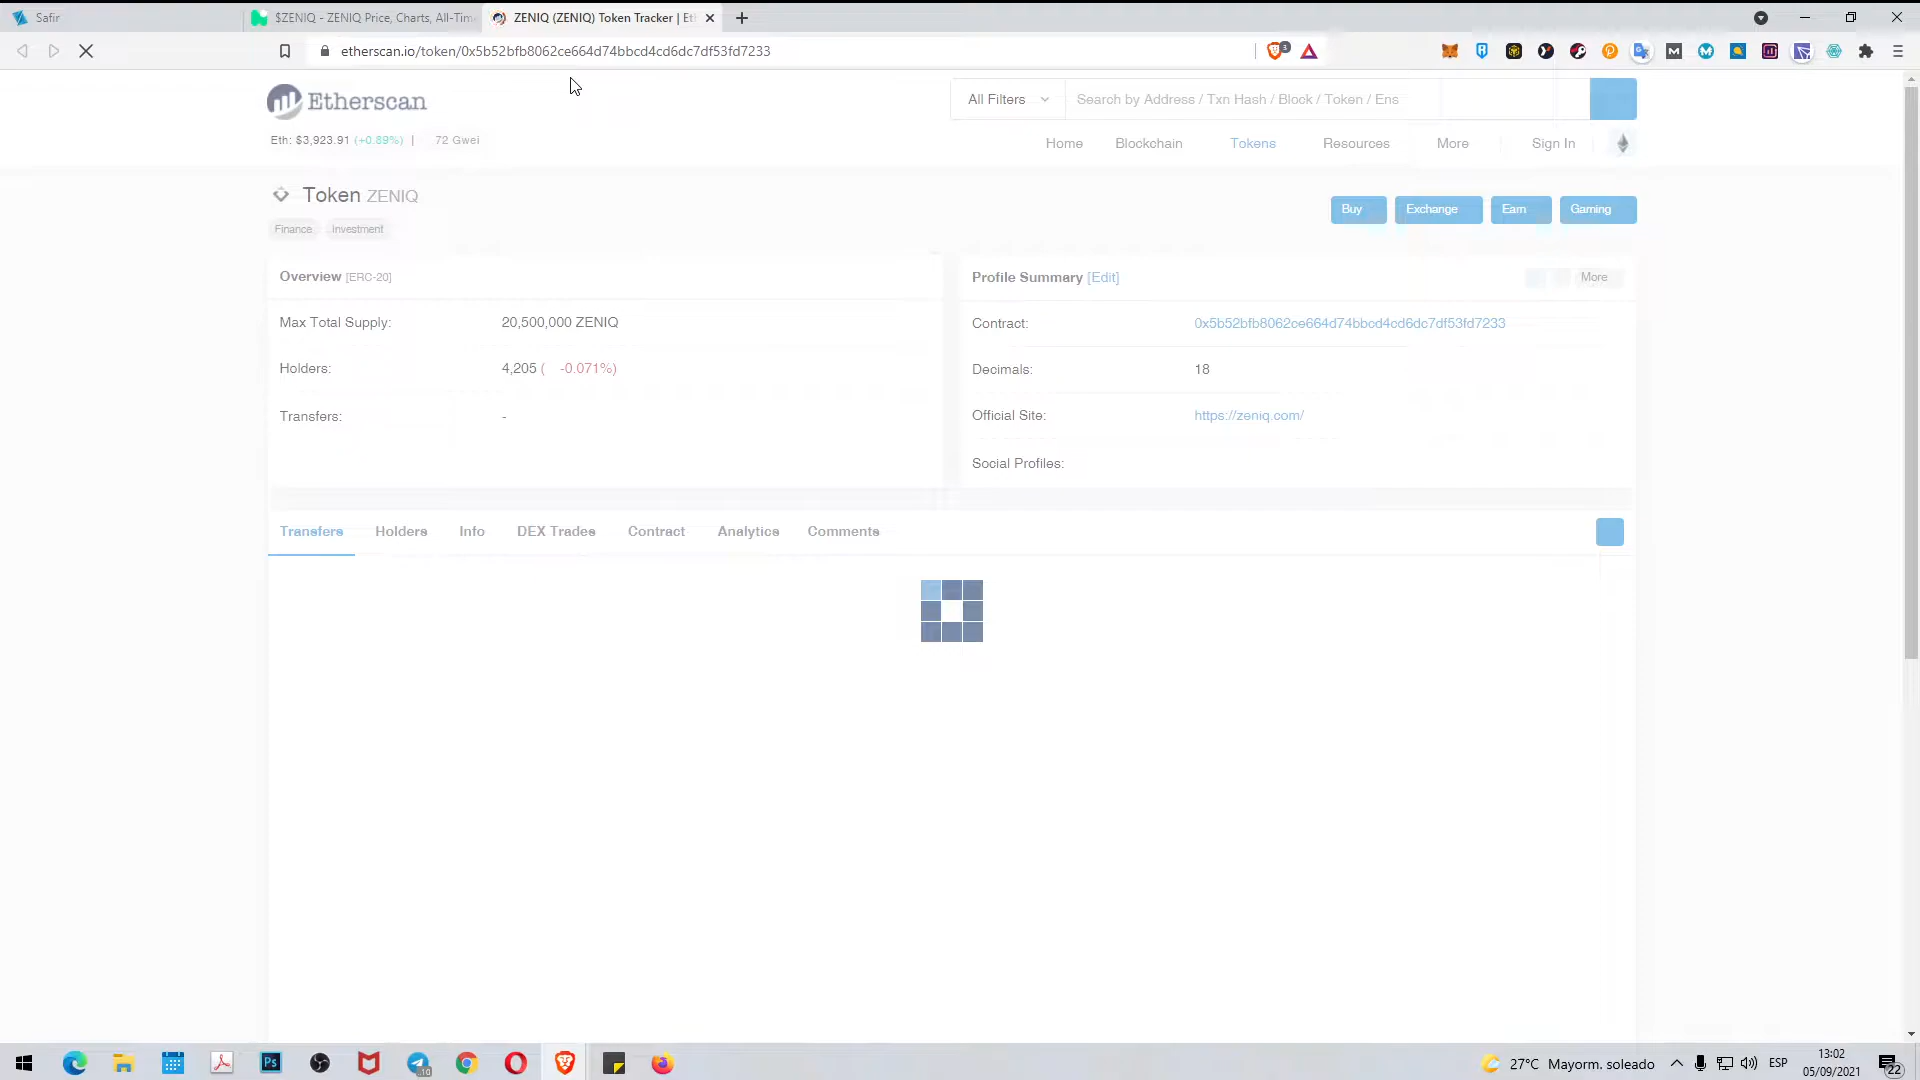 Safir
$ZENIQ - ZENIQ Price, Charts, All-Tim
ZENIQ (ZENIQ) Token Tracker | Et
etherscan.io/token/0x5b52bfb8062ce664d74bbcd4cd6dc7df53fd7233
3
Etherscan
All Filters
Search by Address / Txn Hash / Block / Token / Ens
Eth: $3,923.91 (+0.89%) |
72 Gwei
Home
Blockchain
Tokens
Resources
More
Sign In
Token ZENIQ
Buy
Exchange
Earn
Gaming
Finance
Investment
Overview [ERC-20]
Profile Summary [Edit]
More
Max Total Supply:
20,500,000 ZENIQ
Contract:
0x5b52bfb8062ce664d74bbcd4cd6dc7df53fd7233
Holders:
4,205 ( -0.071%)
Decimals:
18
Transfers:
-
Official Site:
https://zeniq.com/
Social Profiles:
Transfers
Holders
Info
DEX Trades
Contract
Analytics
Comments
Ps
10
27°C Mayorm. soleado
ESP
13:02
05/09/2021
22